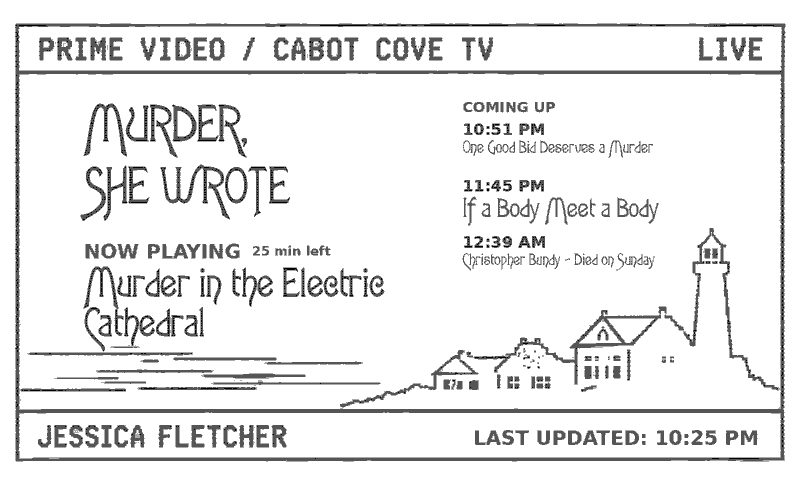 PRIME VIDEO / CABOT COVE TV
LIVE
MURDER,
SHE WROTE
NOW PLAYING 25 min left
Murder in the Electric
Cathedral
COMING UP
10:51 PM
One Good Bid Deserves a Murder
11:45 PM
If a Body Meet a Body
12:39 AM
Christopher Bundy - Died on Sunday
JESSICA FLETCHER
LAST UPDATED: 10:25 PM